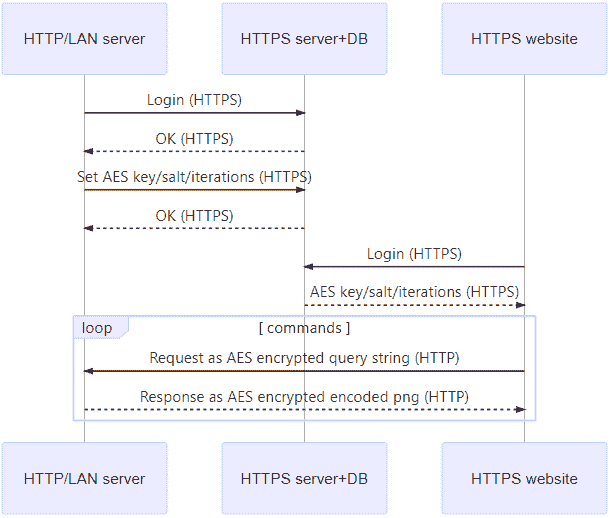 HTTP/LAN server
HTTPS server+DB
HTTPS website
Login (HTTPS)
OK (HTTPS)
Set AES key/salt/iterations (HTTPS)
OK (HTTPS)
Login (HTTPS)
AES key/salt/iterations (HTTPS)
loop
[ commands ]
Request as AES encrypted query string (HTTP)
Response as AES encrypted encoded png (HTTP)
HTTP/LAN server
HTTPS server+DB
HTTPS website